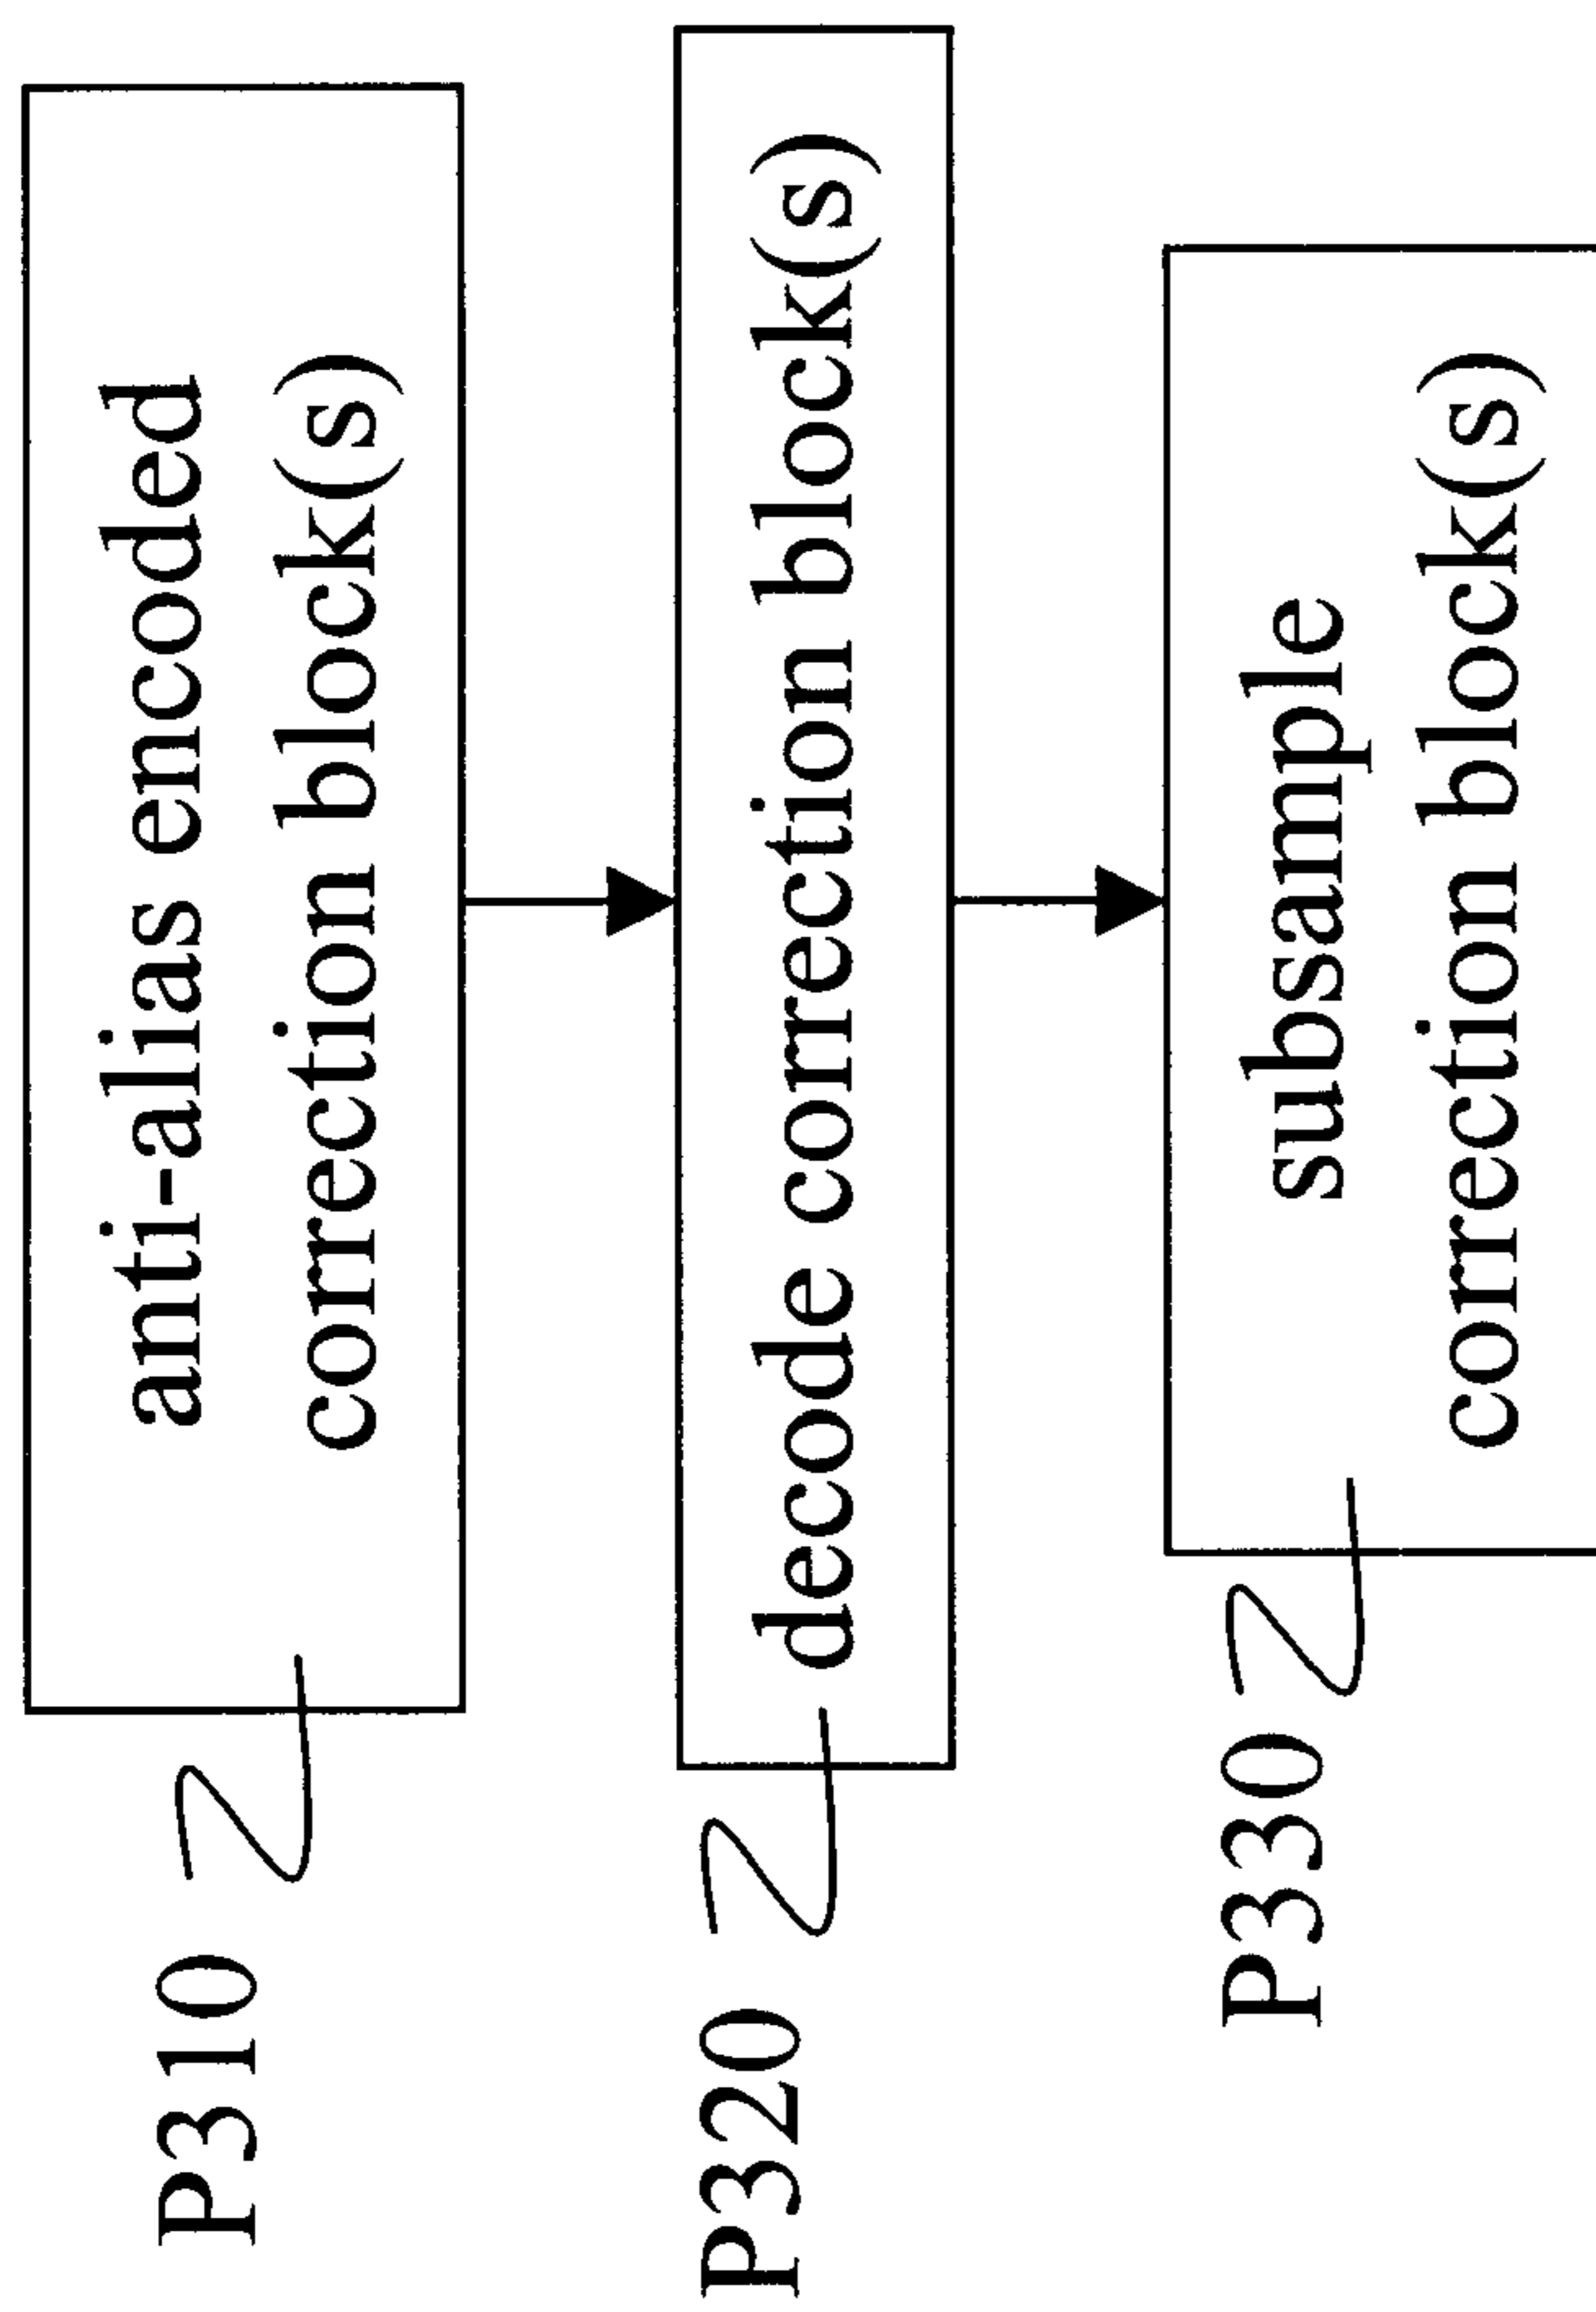 P310
anti-alias encoded
correction block(s)
P320
decode correction block(s)
P330
subsample
correction block(s)